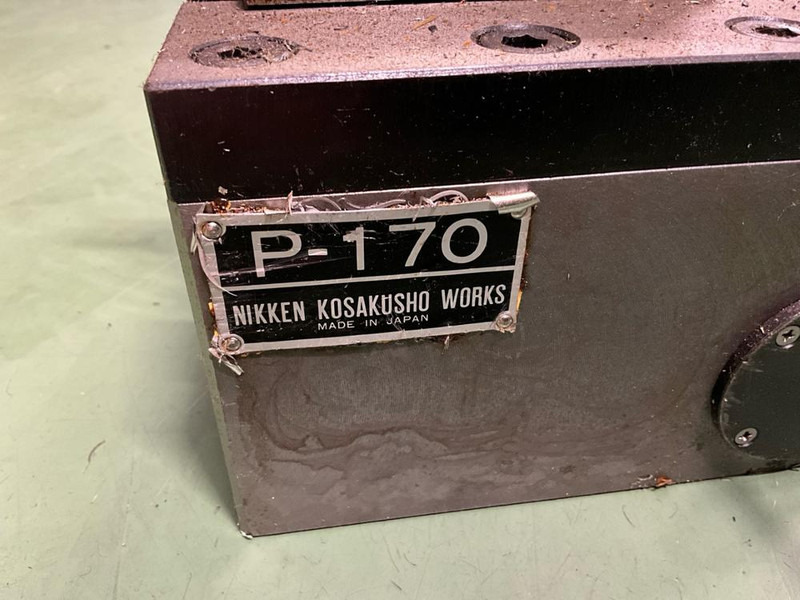 P-170
NIKKEN KOSAKUSHO WORKS
MADE IN JAPAN